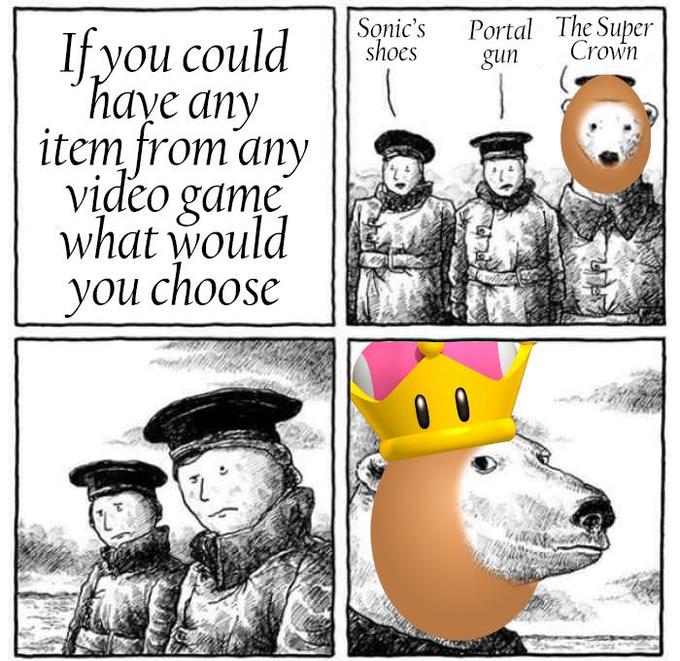 If you could
have any
item from any
video game
what would
you choose
Sonic's
shoes
Portal
gun
The Super
Crown